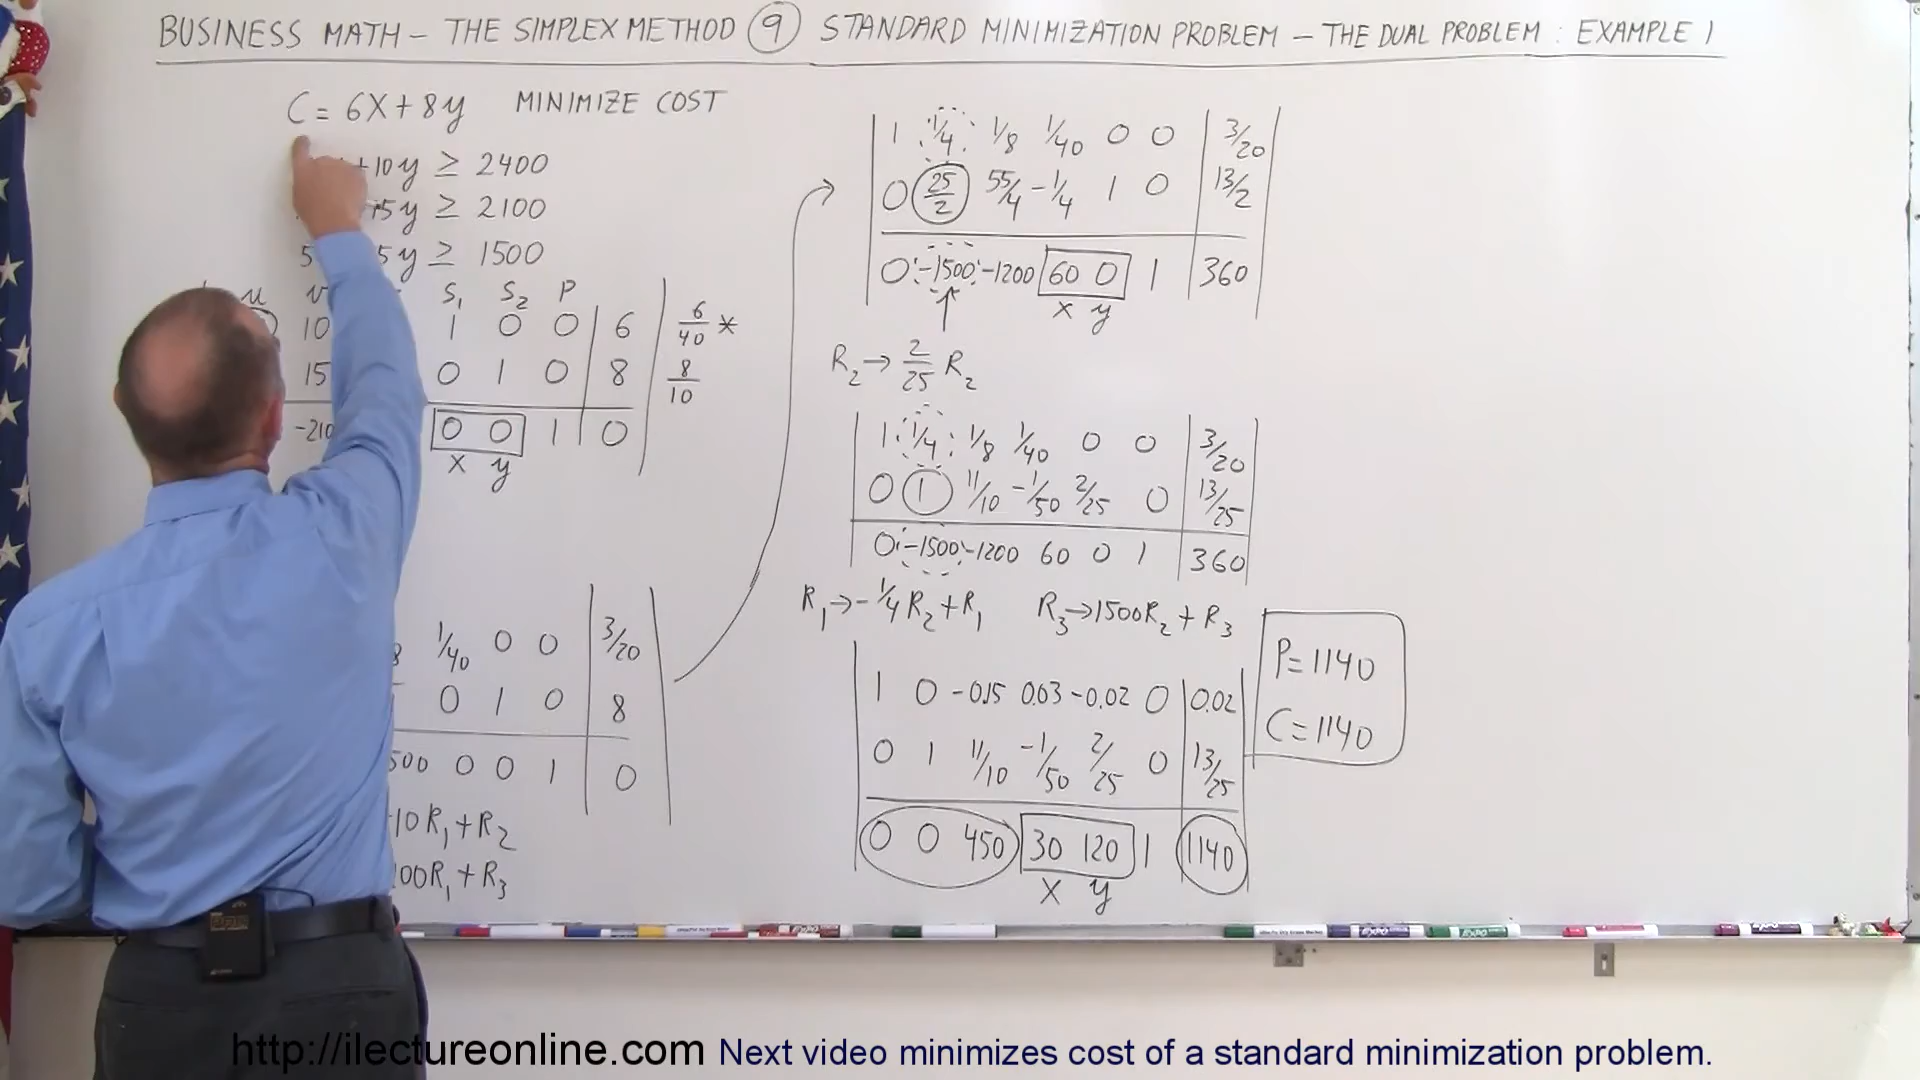 BUSINESS MATH – THE SIMPLEX METHOD 9 STANDARD MINIMIZATION PROBLEM – THE DUAL PROBLEM : EXAMPLE 1
C = 6X + 8y MINIMIZE COST
+10y ≥ 2400
15y ≥ 2100
5 5y ≥ 1500
u v S₁ S₂ P
10 1 0 0 6 6/40 *
15 0 1 0 8 8/10
-210 0 0 1 0
x y
1/40 0 0 3/20
0 1 0 8
500 0 0 1 0
10R₁ + R₂
100R₁ + R₃
1 1/4 1/8 1/40 0 0 3/20
0 25/2 55/4 -1/4 1 0 13/2
0 -1500 -1200 60 0 1 360
x y
R₂ → 2/25 R₂
1 1/4 1/8 1/40 0 0 3/20
0 1 11/10 -1/50 2/25 0 13/25
0 -1500 -1200 60 0 1 360
R₁ → -1/4 R₂ + R₁ R₃ → 1500R₂ + R₃
1 0 -0.15 0.03 -0.02 0 0.02
0 1 11/10 -1/50 2/25 0 13/25
0 0 450 30 120 1 1140
x y
P = 1140
C = 1140
http://ilectureonline.com Next video minimizes cost of a standard minimization problem.